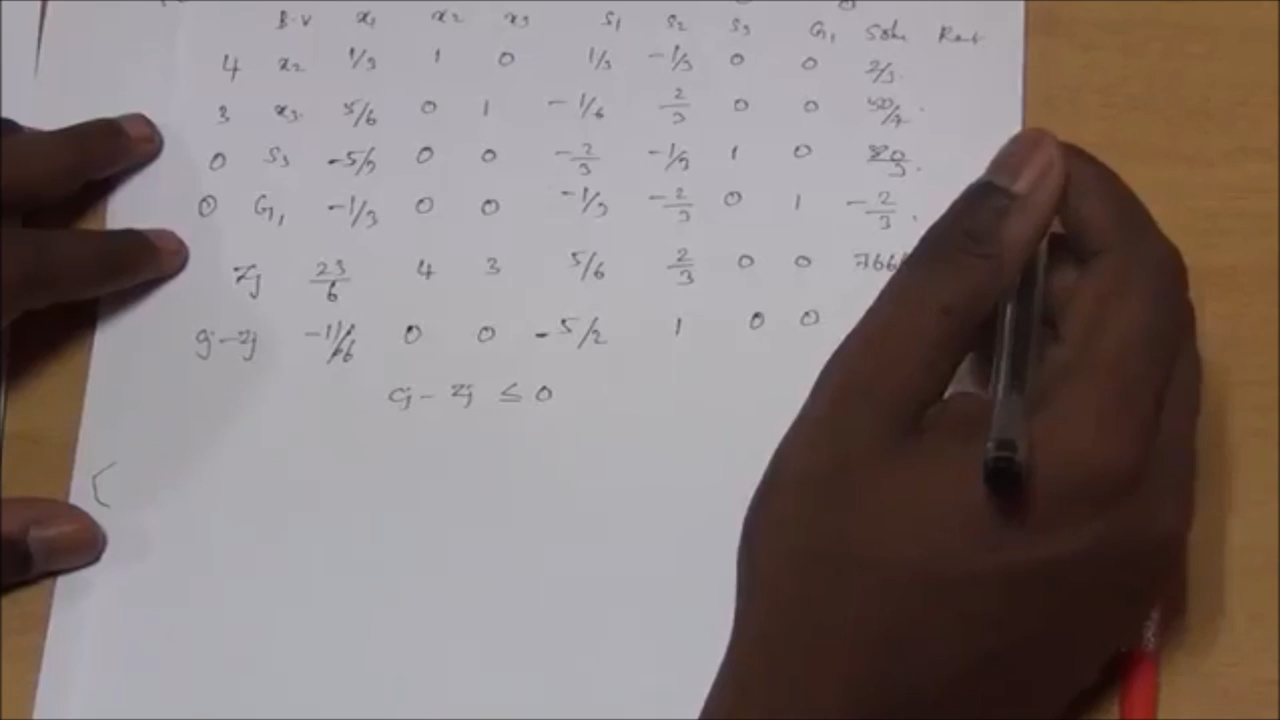 B.V x1 x2 x3 S1 S2 S3 G1 Soln
4 x2 1/3 1 0 1/3 -1/3 0 0 2/3
3 x3 5/6 0 1 -1/6 2/3 0 0
0 S3 -5/3 0 0 -2/3 -1/3 1 0
0 G1 -1/3 0 0 -1/3 -2/3 0 1 -2/3
Zj 23/6 4 3 5/6 2/3 0 0
Cj-Zj 0 0 -5/2 1 0 0
Cj - Zj ≤ 0
(